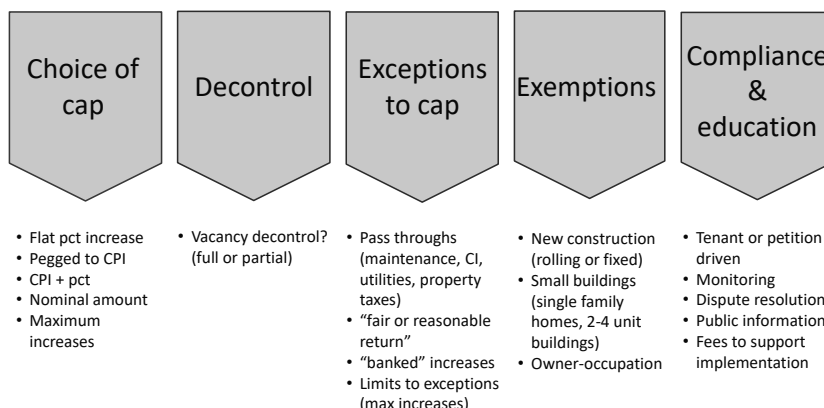 Choice of
cap
Decontrol
Exceptions
to cap
Exemptions
Compliance
&
education
• Flat pct increase
• Pegged to CPI
• CPI + pct
• Nominal amount
• Maximum
increases
• Vacancy decontrol?
(full or partial)
• Pass throughs
(maintenance, CI,
utilities, property
taxes)
• “fair or reasonable
return”
• “banked” increases
• Limits to exceptions
(max increases)
• New construction
(rolling or fixed)
• Small buildings
(single family
homes, 2-4 unit
buildings)
• Owner-occupation
• Tenant or petition
driven
• Monitoring
• Dispute resolution
• Public information
• Fees to support
implementation